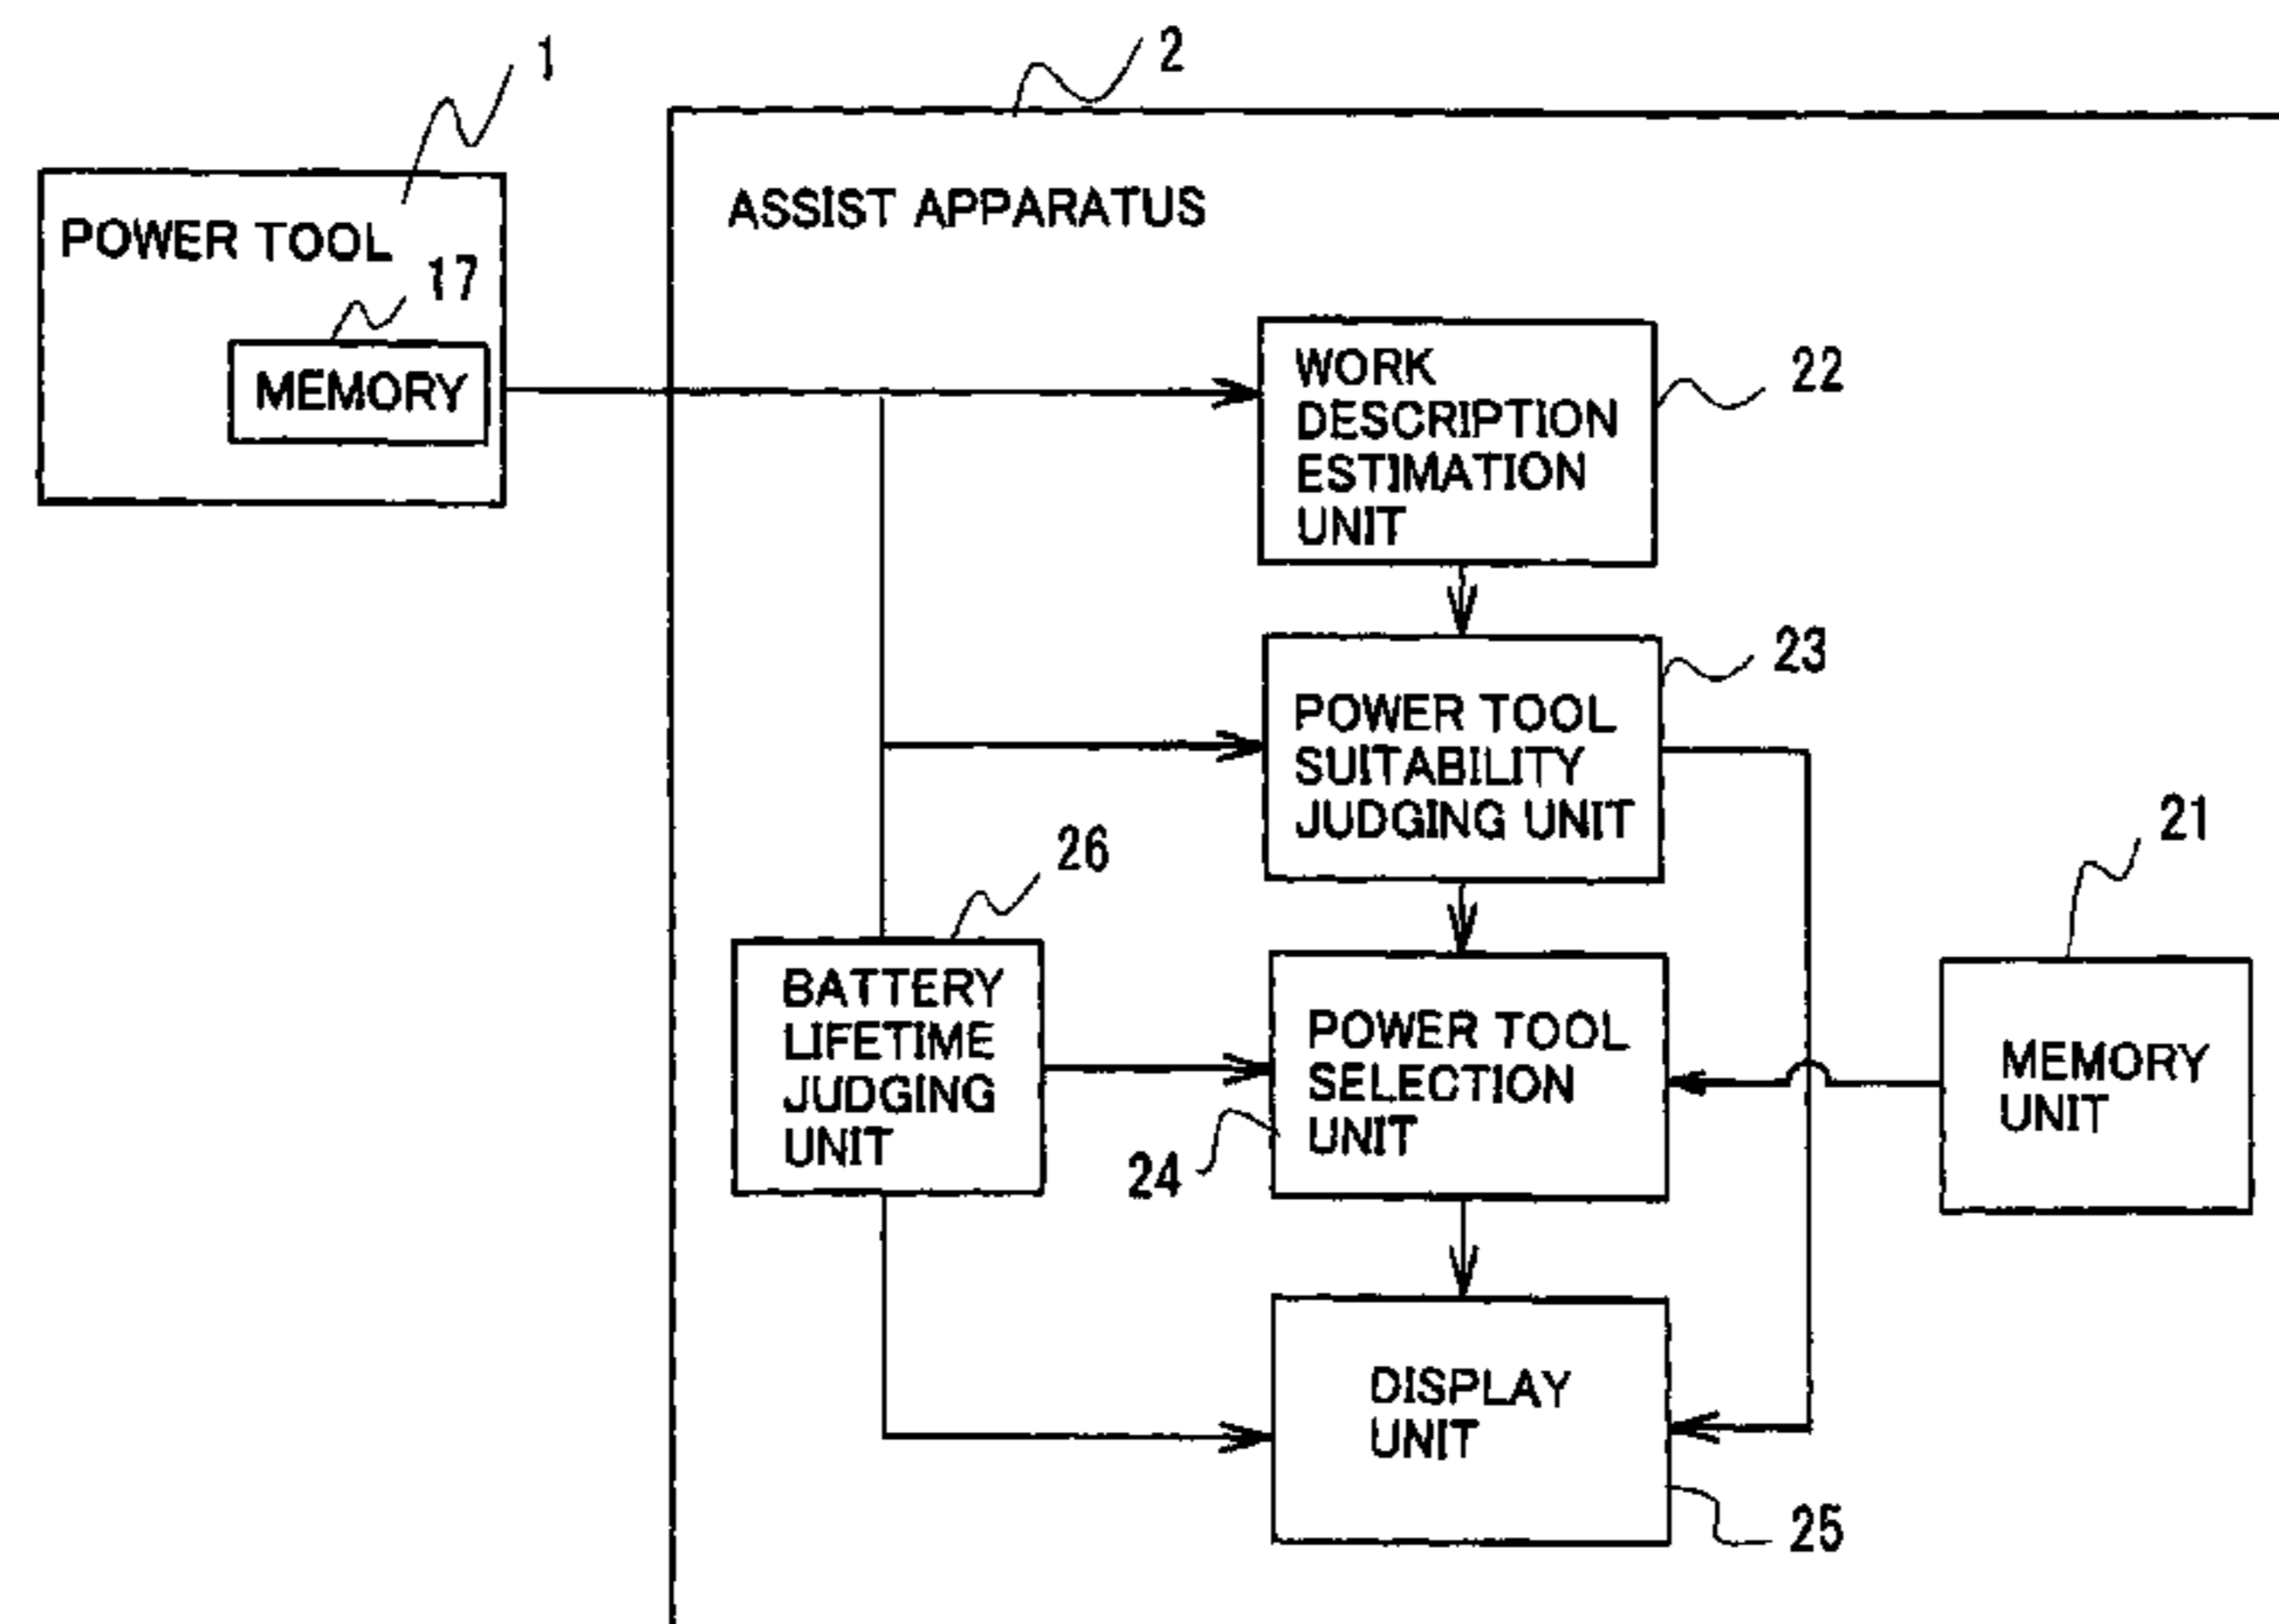 1
2
POWER TOOL
17
MEMORY
ASSIST APPARATUS
WORK
DESCRIPTION
ESTIMATION
UNIT
22
POWER TOOL
SUITABILITY
JUDGING UNIT
23
26
BATTERY
LIFETIME
JUDGING
UNIT
POWER TOOL
SELECTION
UNIT
24
21
MEMORY
UNIT
DISPLAY
UNIT
25